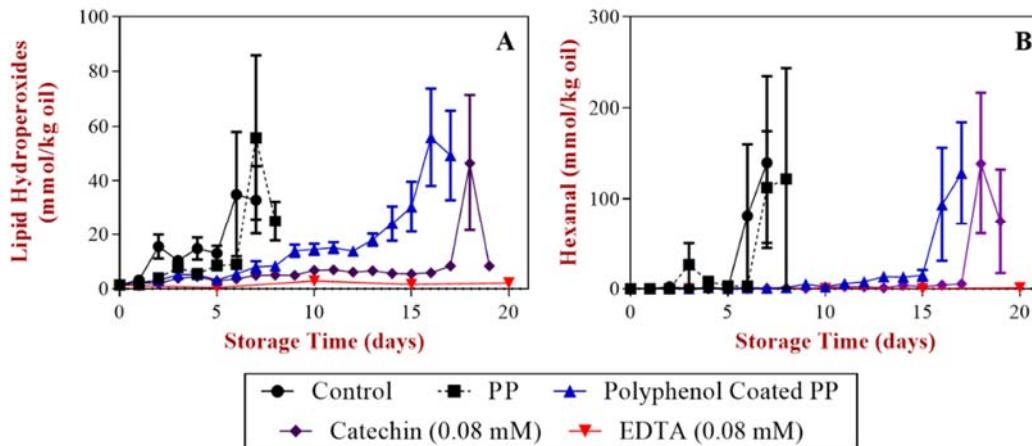 A
Lipid Hydroperoxides
(mmol/kg oil)
100
80
60
40
20
0
0 5 10 15 20
Storage Time (days)
B
Hexanal (mmol/kg oil)
300
200
100
0
0 5 10 15 20
Storage Time (days)
Control PP Polyphenol Coated PP
Catechin (0.08 mM) EDTA (0.08 mM)